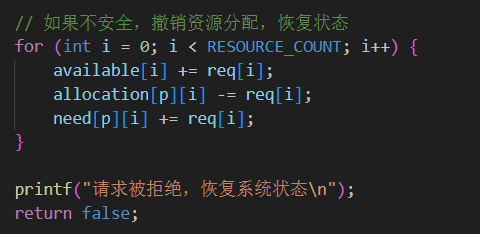 // 如果不安全，撤销资源分配，恢复状态
for (int i = 0; i < RESOURCE_COUNT; i++) {
    available[i] += req[i];
    allocation[p][i] -= req[i];
    need[p][i] += req[i];
}
printf("请求被拒绝，恢复系统状态\n");
return false;